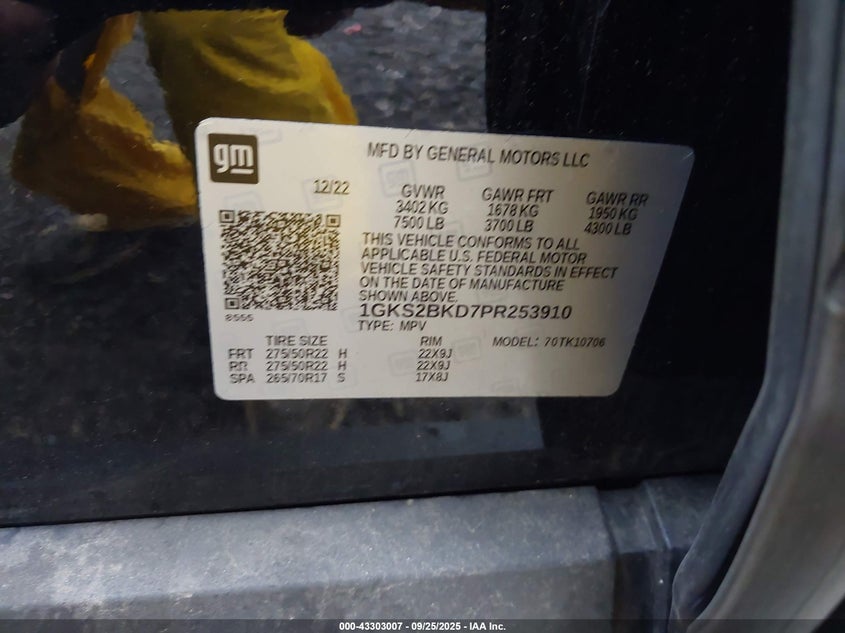 gm
MFD BY GENERAL MOTORS LLC
12/22 GVWR GAWR FRT GAWR RR
3402 KG 1678 KG 1950 KG
7500 LB 3700 LB 4300 LB
THIS VEHICLE CONFORMS TO ALL
APPLICABLE U.S. FEDERAL MOTOR
VEHICLE SAFETY STANDARDS IN EFFECT
ON THE DATE OF MANUFACTURE
SHOWN ABOVE.
8555
1GKS2BKD7PR253910
TYPE: MPV
TIRE SIZE RIM MODEL: 70TK10706
FRT 275/50R22 H 22X9J
RR 275/50R22 H 22X9J
SPA 265/70R17 S 17X8J
000-43303007 - 09/25/2025 - IAA Inc.